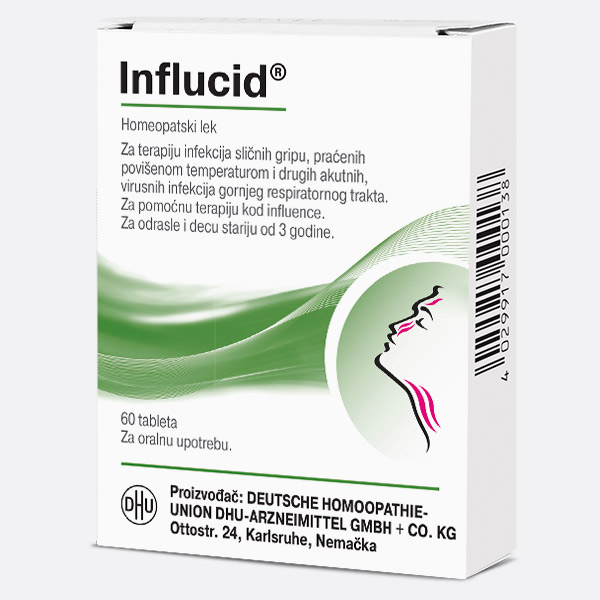 Influcid®
Homeopatski lek
Za terapiju infekcija sličnih gripu, praćenih
povišenom temperaturom i drugih akutnih,
virusnih infekcija gornjeg respiratornog trakta.
Za pomoćnu terapiju kod influence.
Za odrasle i decu stariju od 3 godine.
60 tableta
Za oralnu upotrebu.
DHU
Proizvođač: DEUTSCHE HOMOOPATHIE-
UNION DHU-ARZNEIMITTEL GMBH + CO. KG
Ottostr. 24, Karlsruhe, Nemačka
4 029917 000138